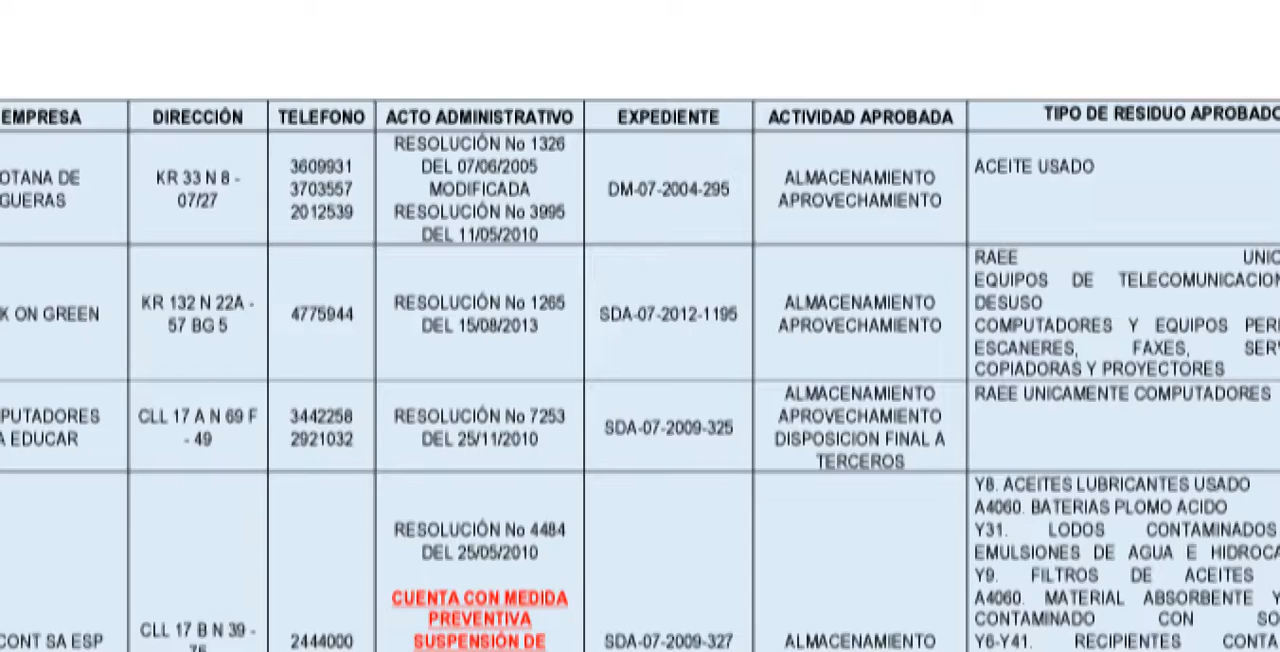 EMPRESA DIRECCIÓN TELEFONO ACTO ADMINISTRATIVO EXPEDIENTE ACTIVIDAD APROBADA TIPO DE RESIDUO APROBADO
OTANA DE
GUERAS
KR 33 N 8 -
07/27
3609931
3703557
2012539
RESOLUCIÓN No 1326
DEL 07/06/2005
MODIFICADA
RESOLUCIÓN No 3995
DEL 11/05/2010
DM-07-2004-295
ALMACENAMIENTO
APROVECHAMIENTO
ACEITE USADO
K ON GREEN
KR 132 N 22A -
57 BG 5
4775944
RESOLUCIÓN No 1265
DEL 15/08/2013
SDA-07-2012-1195
ALMACENAMIENTO
APROVECHAMIENTO
RAEE UNIC
EQUIPOS DE TELECOMUNICACION
DESUSO
COMPUTADORES Y EQUIPOS PERI
ESCANERES, FAXES, SERV
COPIADORAS Y PROYECTORES
PUTADORES
A EDUCAR
CLL 17 A N 69 F
- 49
3442258
2921032
RESOLUCIÓN No 7253
DEL 25/11/2010
SDA-07-2009-325
ALMACENAMIENTO
APROVECHAMIENTO
DISPOSICION FINAL A
TERCEROS
RAEE UNICAMENTE COMPUTADORES
CONT SA ESP
CLL 17 B N 39 -
2444000
RESOLUCIÓN No 4484
DEL 25/05/2010
CUENTA CON MEDIDA
PREVENTIVA
SUSPENSIÓN DE
SDA-07-2009-327
ALMACENAMIENTO
Y8. ACEITES LUBRICANTES USADO
A4060. BATERIAS PLOMO ACIDO
Y31. LODOS CONTAMINADOS
EMULSIONES DE AGUA E HIDROCA
Y9. FILTROS DE ACEITES
A4060. MATERIAL ABSORBENTE Y
CONTAMINADO CON SO
Y6-Y41. RECIPIENTES CONTA